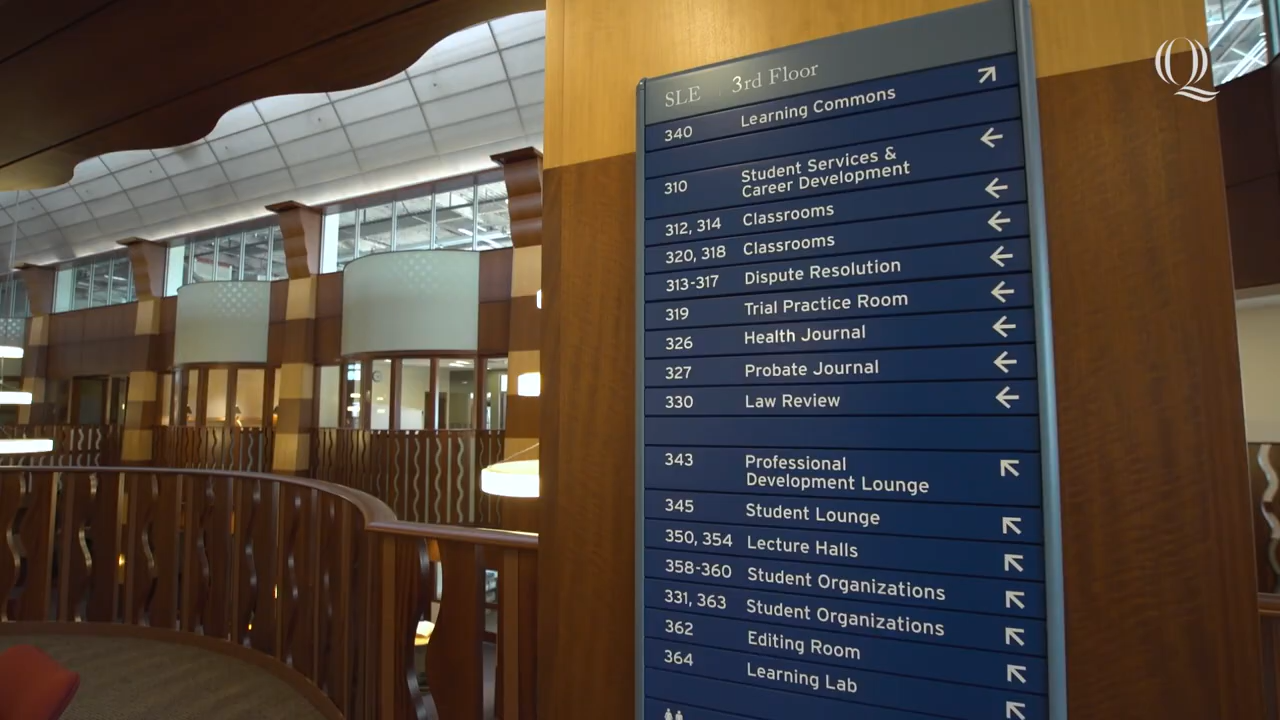 Q
SLE 3rd Floor
340 Learning Commons
310 Student Services &
Career Development
312, 314 Classrooms
320, 318 Classrooms
313-317 Dispute Resolution
319 Trial Practice Room
326 Health Journal
327 Probate Journal
330 Law Review
343 Professional
Development Lounge
345 Student Lounge
350, 354 Lecture Halls
358-360 Student Organizations
331, 363 Student Organizations
362 Editing Room
364 Learning Lab